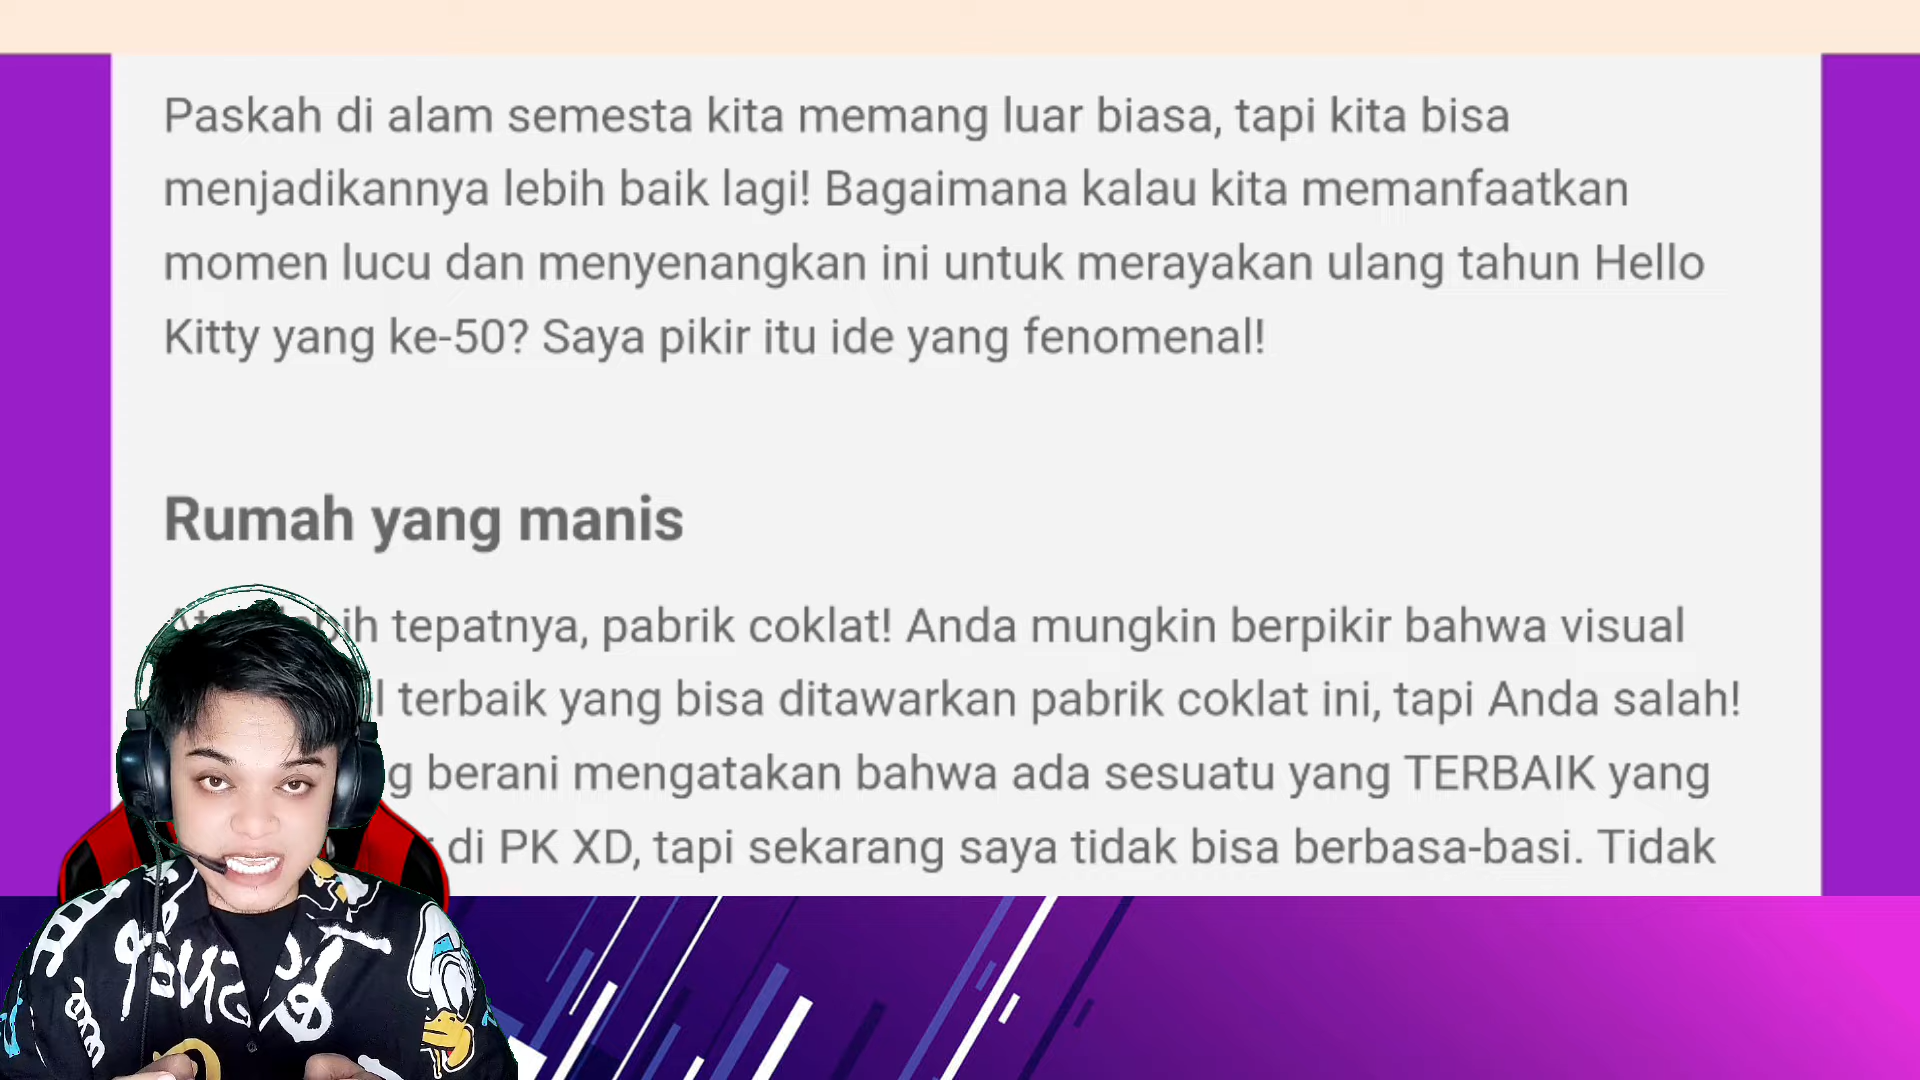 Paskah di alam semesta kita memang luar biasa, tapi kita bisa
menjadikannya lebih baik lagi! Bagaimana kalau kita memanfaatkan
momen lucu dan menyenangkan ini untuk merayakan ulang tahun Hello
Kitty yang ke-50? Saya pikir itu ide yang fenomenal!
Rumah yang manis
tepatnya, pabrik coklat! Anda mungkin berpikir bahwa visual
terbaik yang bisa ditawarkan pabrik coklat ini, tapi Anda salah!
berani mengatakan bahwa ada sesuatu yang TERBAIK yang
di PK XD, tapi sekarang saya tidak bisa berbasa-basi. Tidak